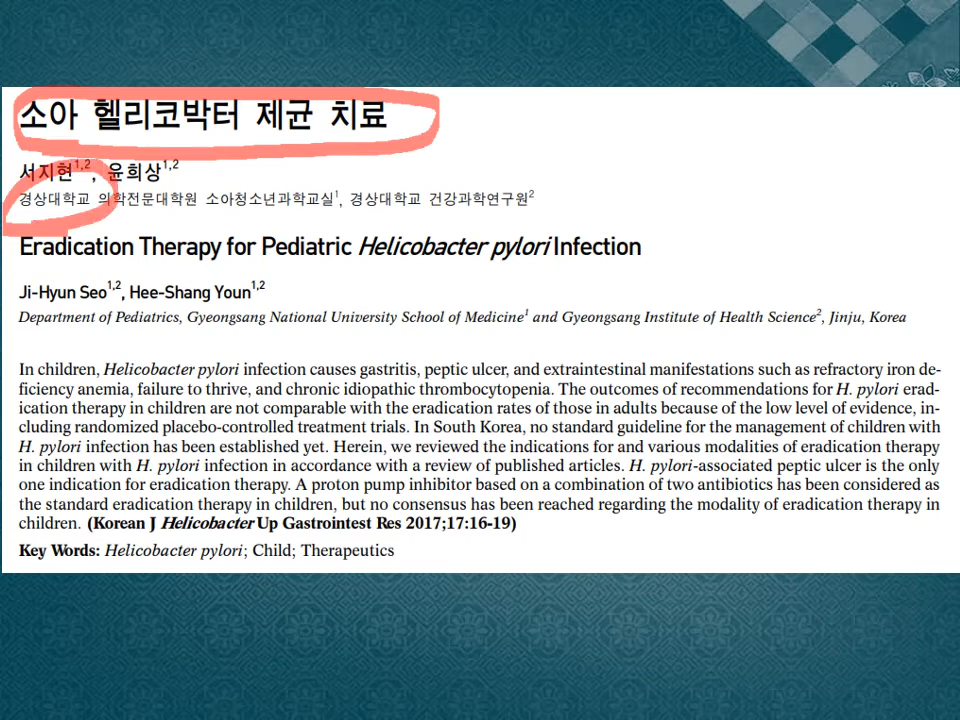 소아 헬리코박터 제균 치료
서지현1,2, 윤희상1,2
경상대학교 의학전문대학원 소아청소년과학교실1, 경상대학교 건강과학연구원2
Eradication Therapy for Pediatric Helicobacter pylori Infection
Ji-Hyun Seo1,2, Hee-Shang Youn1,2
Department of Pediatrics, Gyeongsang National University School of Medicine1 and Gyeongsang Institute of Health Science2, Jinju, Korea
In children, Helicobacter pylori infection causes gastritis, peptic ulcer, and extraintestinal manifestations such as refractory iron de-
ficiency anemia, failure to thrive, and chronic idiopathic thrombocytopenia. The outcomes of recommendations for H. pylori erad-
ication therapy in children are not comparable with the eradication rates of those in adults because of the low level of evidence, in-
cluding randomized placebo-controlled treatment trials. In South Korea, no standard guideline for the management of children with
H. pylori infection has been established yet. Herein, we reviewed the indications for and various modalities of eradication therapy
in children with H. pylori infection in accordance with a review of published articles. H. pylori-associated peptic ulcer is the only
one indication for eradication therapy. A proton pump inhibitor based on a combination of two antibiotics has been considered as
the standard eradication therapy in children, but no consensus has been reached regarding the modality of eradication therapy in
children. (Korean J Helicobacter Up Gastrointest Res 2017;17:16-19)
Key Words: Helicobacter pylori; Child; Therapeutics